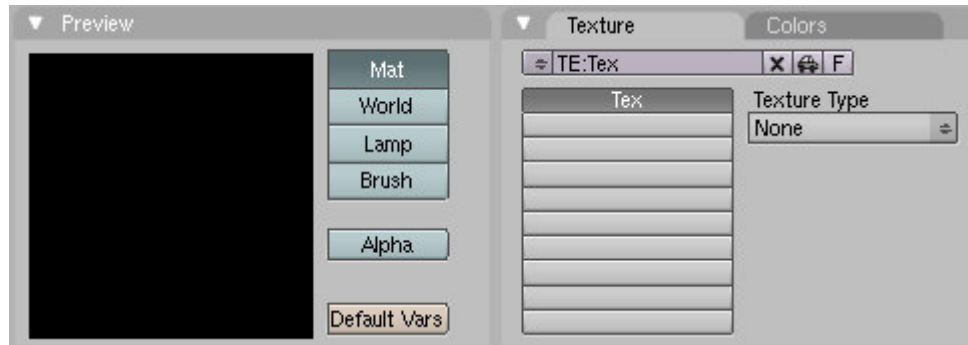 Preview
Mat
World
Lamp
Brush
Alpha
Default Vars
Texture Colors
TE:Tex F
Tex
Texture Type
None